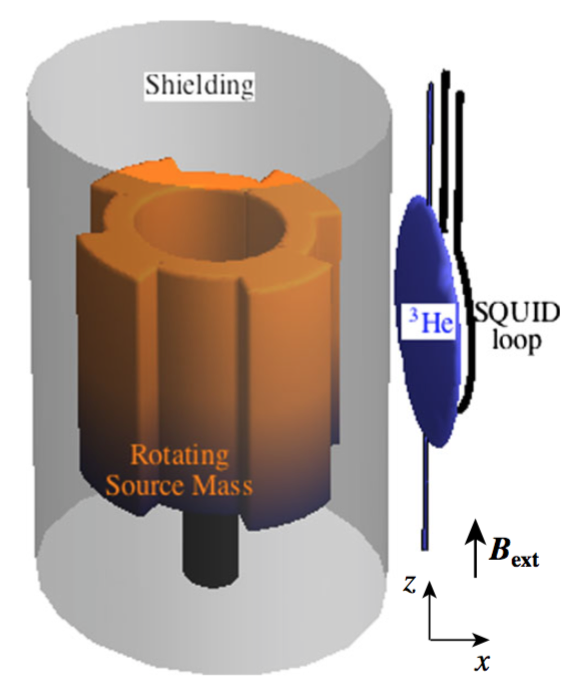 Shielding
³He
SQUID
loop
Rotating
Source Mass
B_ext
z
x